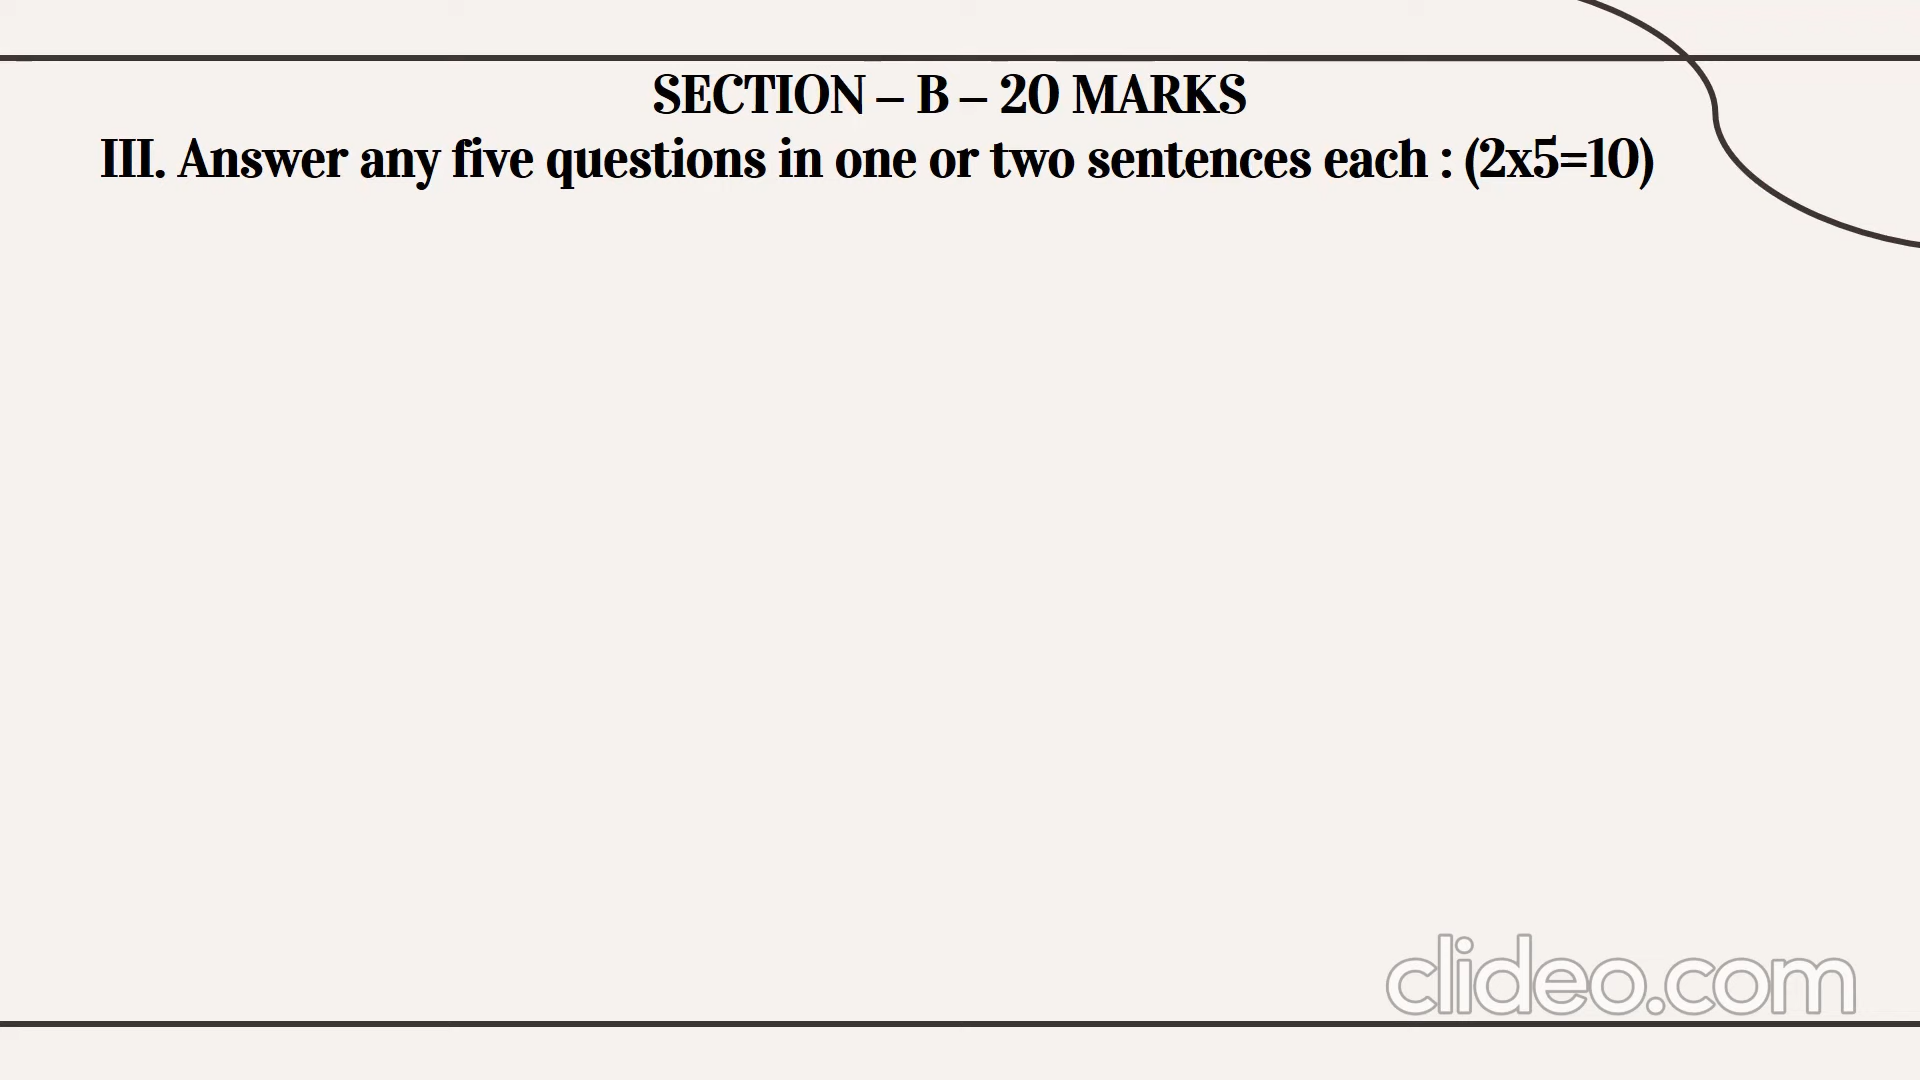 SECTION – B – 20 MARKS
III. Answer any five questions in one or two sentences each : (2x5=10)
clideo.com